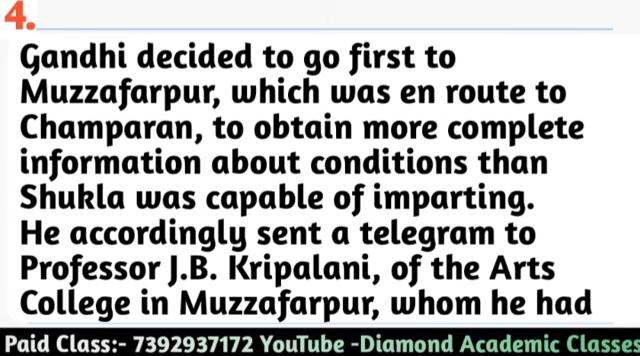 4.
Gandhi decided to go first to
Muzzafarpur, which was en route to
Champaran, to obtain more complete
information about conditions than
Shukla was capable of imparting.
He accordingly sent a telegram to
Professor J.B. Kripalani, of the Arts
College in Muzzafarpur, whom he had
Paid Class:- 7392937172 YouTube -Diamond Academic Classes